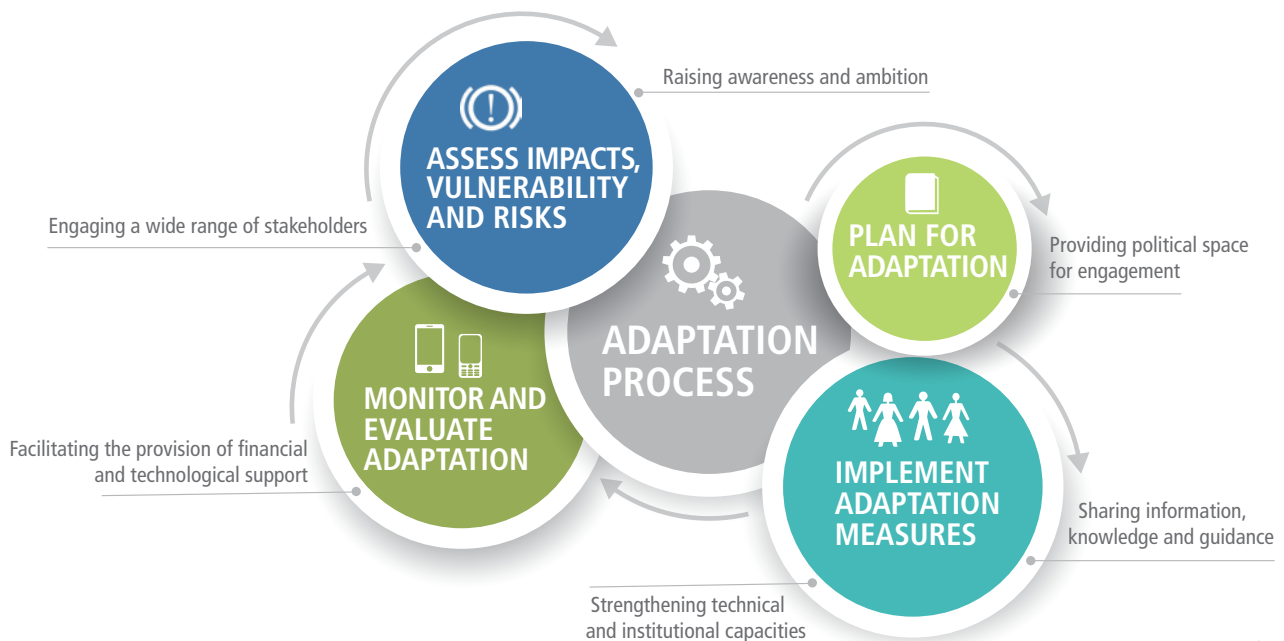 Raising awareness and ambition
ASSESS IMPACTS,
VULNERABILITY
AND RISKS
Engaging a wide range of stakeholders
PLAN FOR
ADAPTATION
Providing political space
for engagement
ADAPTATION
PROCESS
MONITOR AND
EVALUATE
ADAPTATION
Facilitating the provision of financial
and technological support
IMPLEMENT
ADAPTATION
MEASURES
Sharing information,
knowledge and guidance
Strengthening technical
and institutional capacities